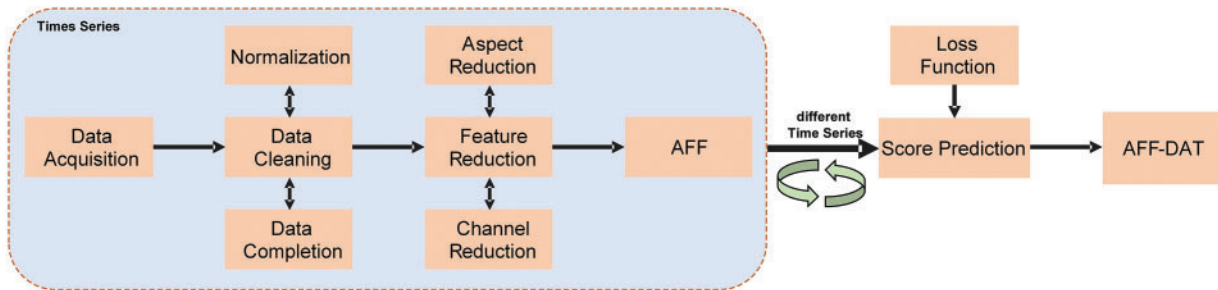 Times Series
Normalization
Aspect
Reduction
Loss
Function
Data
Acquisition
Data
Cleaning
Feature
Reduction
AFF
different
Time Series
Score Prediction
AFF-DAT
Data
Completion
Channel
Reduction